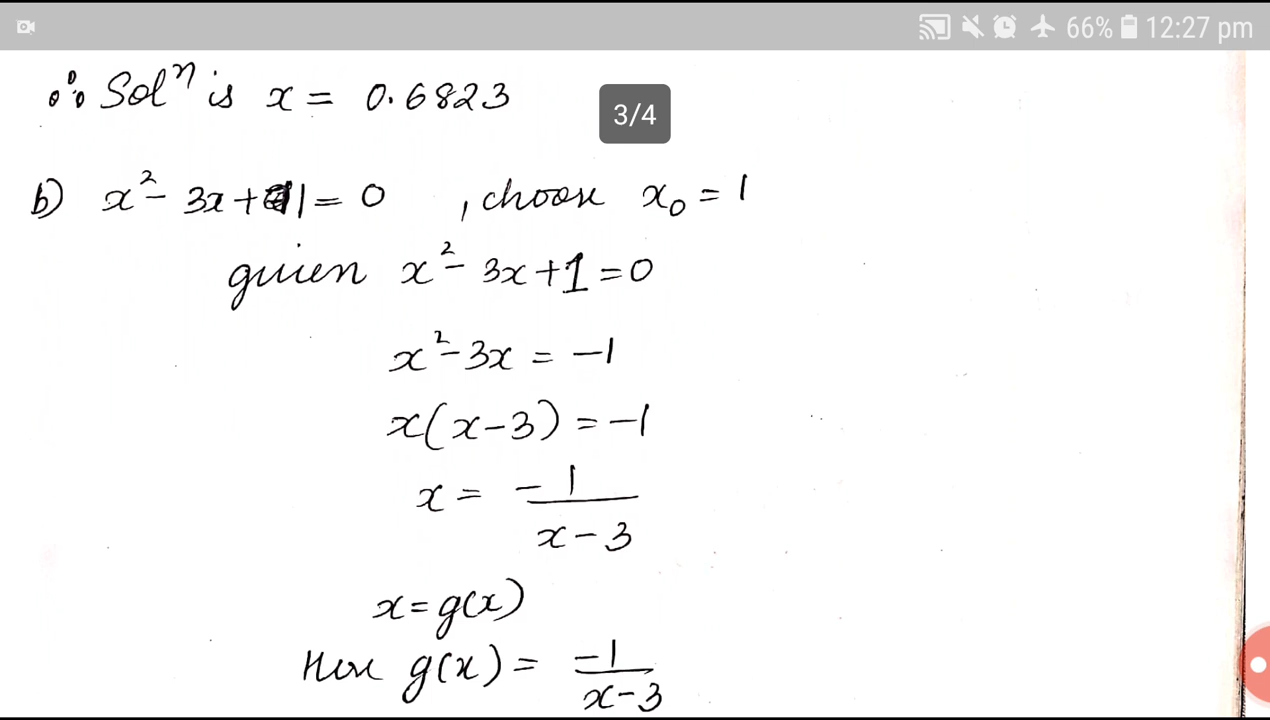 66% 12:27 pm
∴ Solⁿ is x = 0.6823
3/4
b) x² - 3x + 1 = 0 , choose x₀ = 1
given x² - 3x + 1 = 0
x² - 3x = -1
x(x - 3) = -1
x = -1/(x - 3)
x = g(x)
Here g(x) = -1/(x - 3)